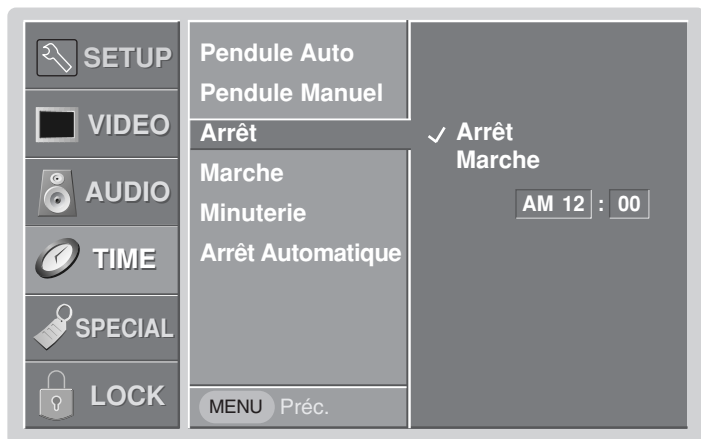 SETUP
VIDEO
AUDIO
TIME
SPECIAL
LOCK
Pendule Auto
Pendule Manuel
Arrêt
Marche
Minuterie
Arrêt Automatique
MENU Préc.
✓ Arrêt
Marche
AM 12 : 00